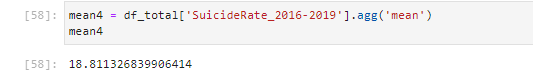 [58]: mean4 = df_total['SuicideRate_2016-2019'].agg('mean')
mean4
[58]: 18.811326839906414